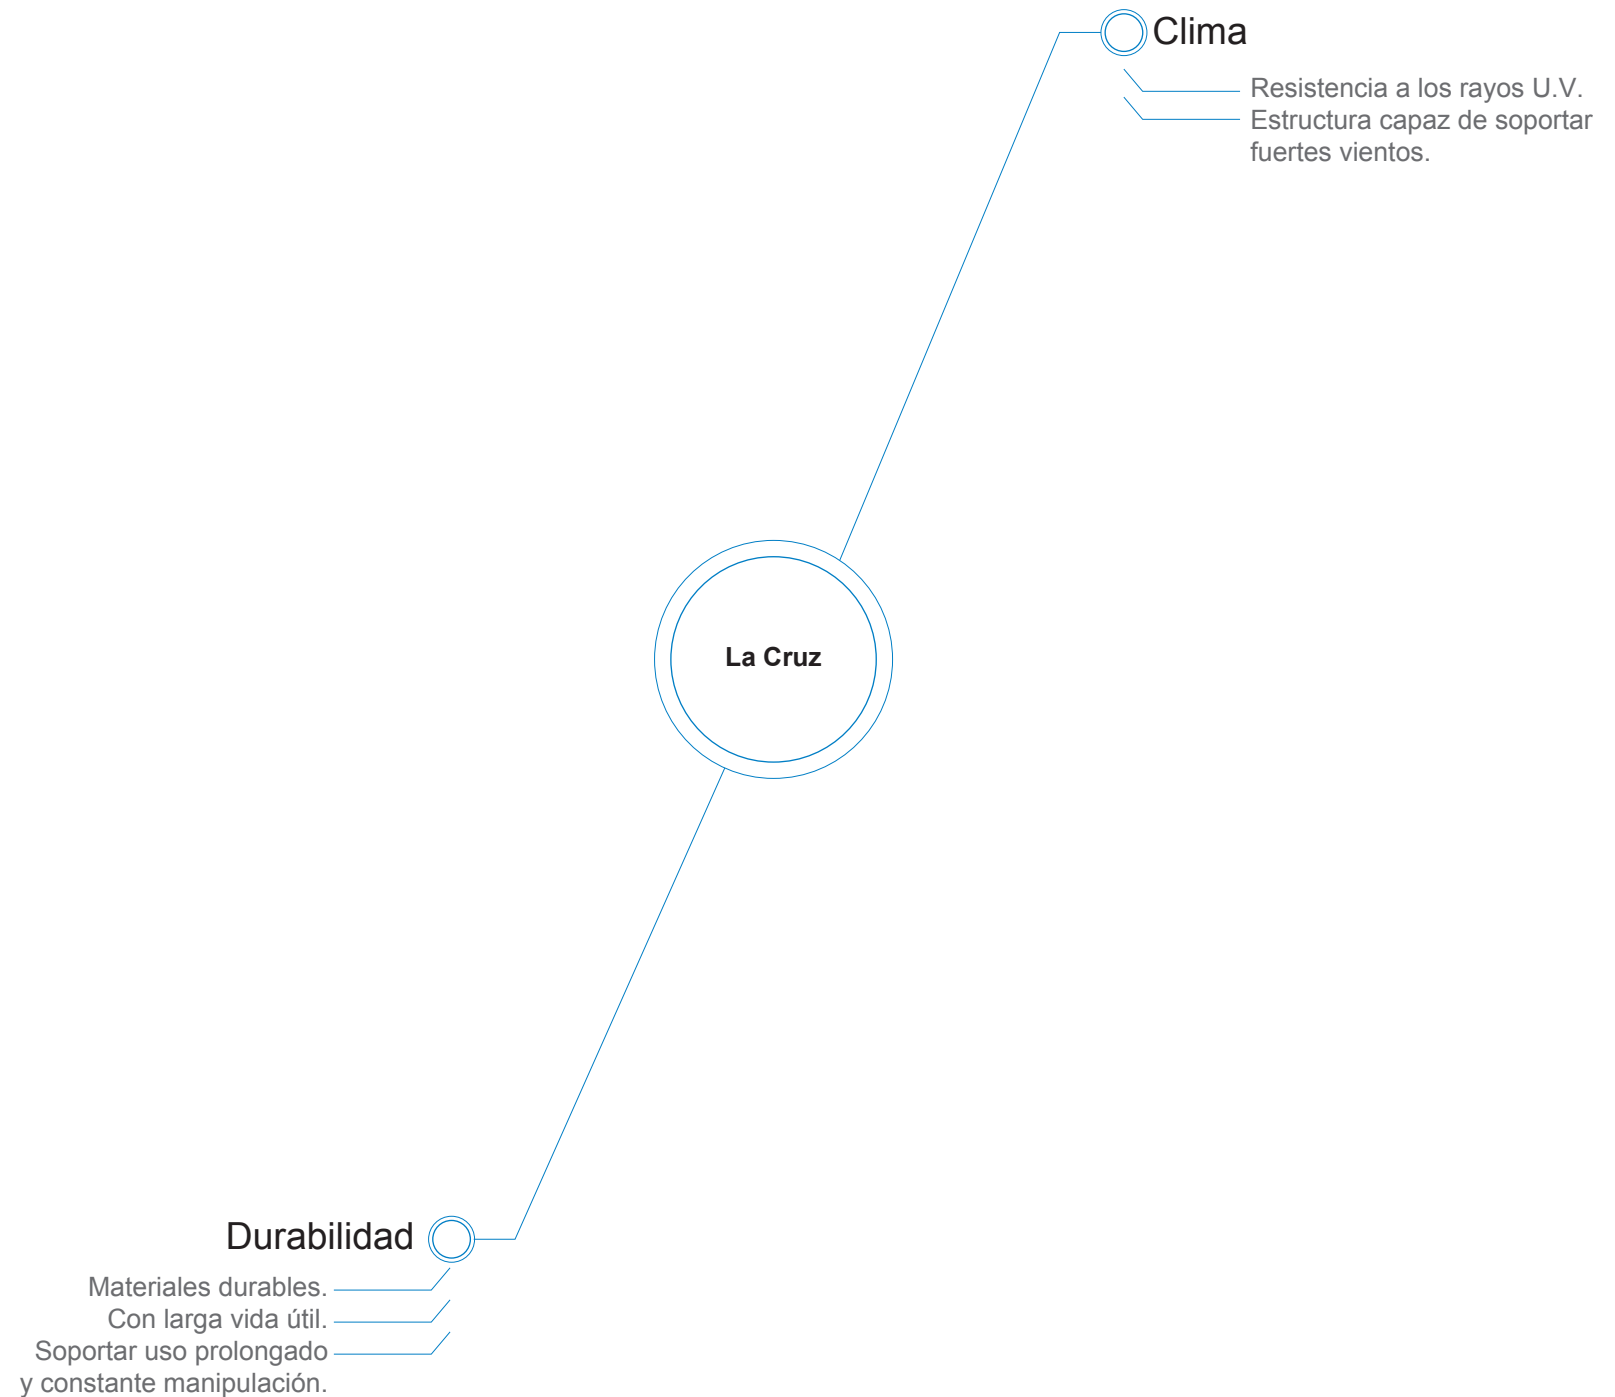 Clima
Resistencia a los rayos U.V.
Estructura capaz de soportar
fuertes vientos.
La Cruz
Durabilidad
Materiales durables.
Con larga vida útil.
Soportar uso prolongado
y constante manipulación.